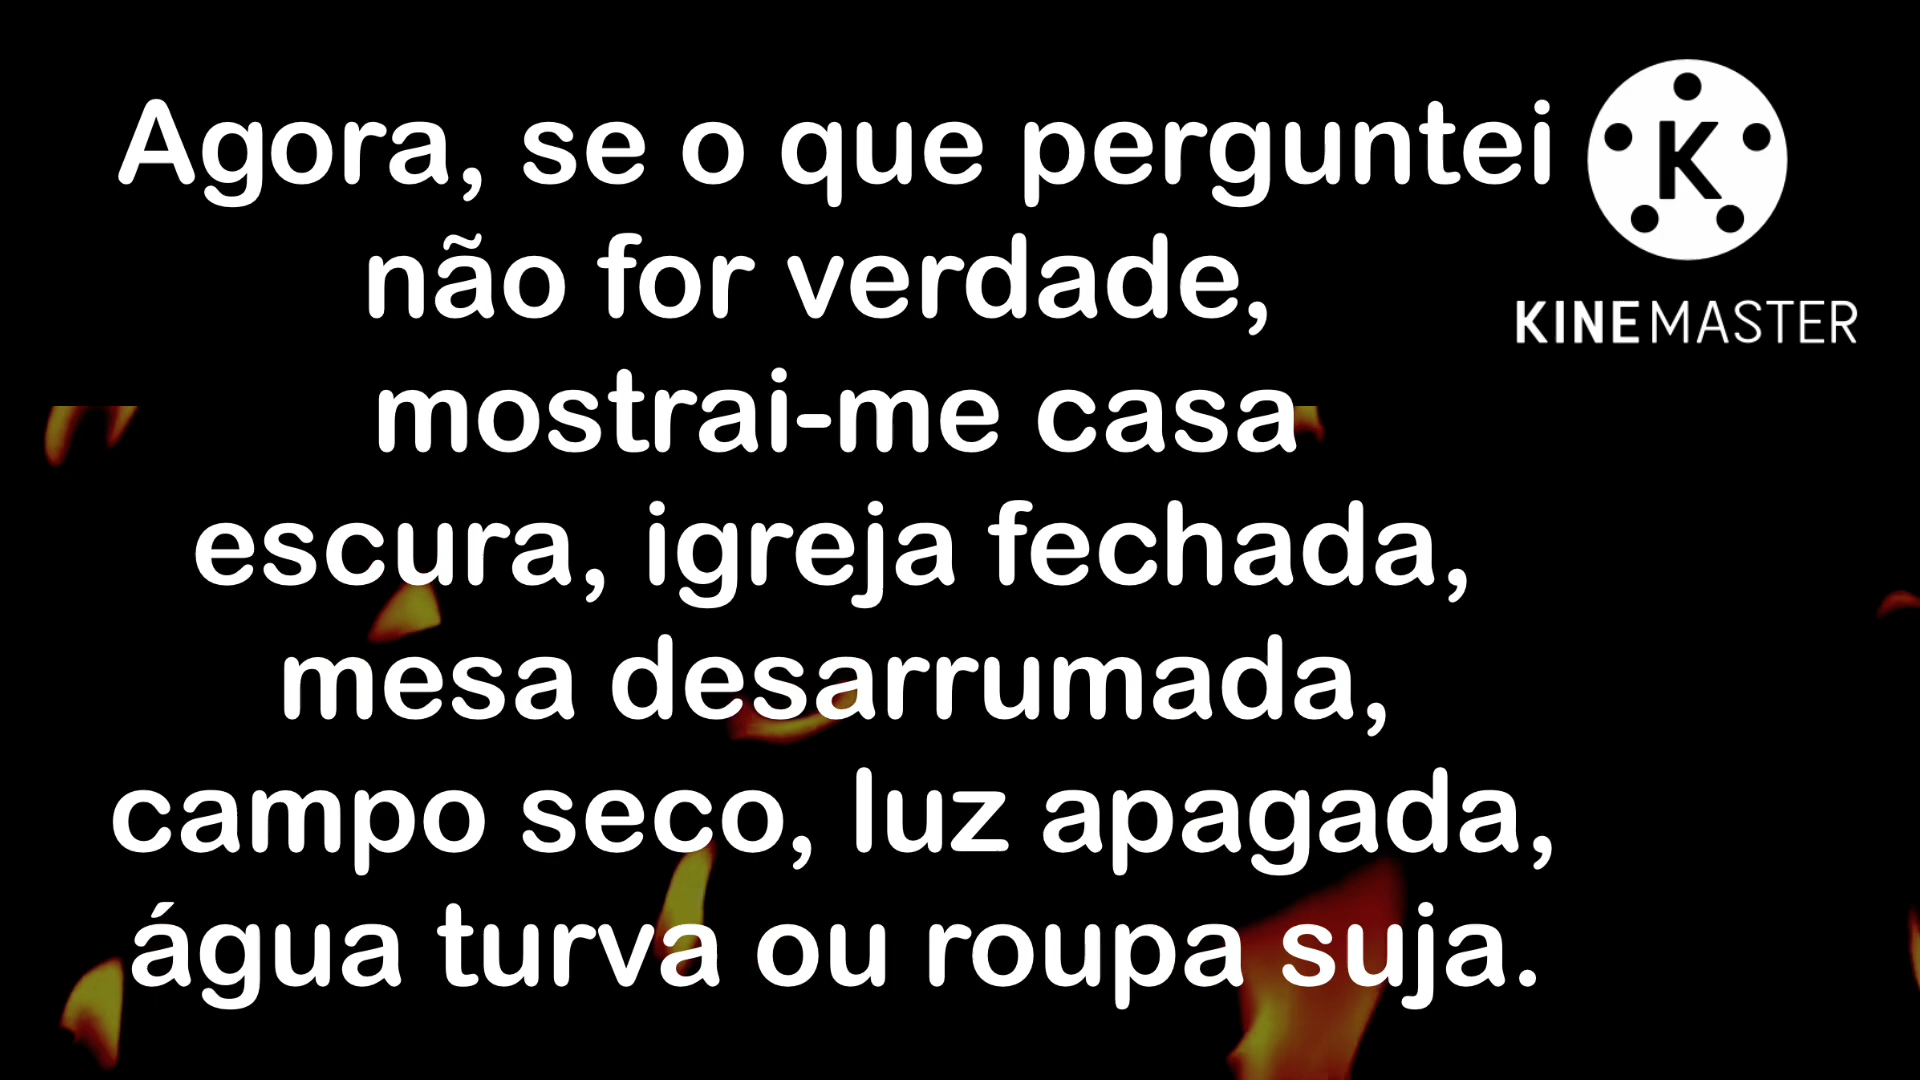 Agora, se o que perguntei
não for verdade,
mostrai-me casa
escura, igreja fechada,
mesa desarrumada,
campo seco, luz apagada,
água turva ou roupa suja.
K
KINEMASTER